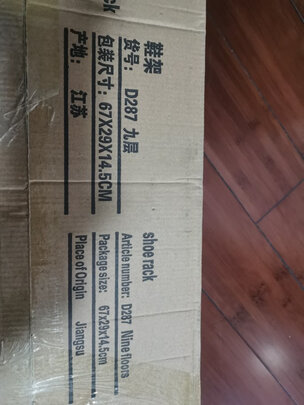 鞋架
货号: D287 九层
包装尺寸: 67X29X14.5CM
产地: 江苏
shoe rack
Article number: D287 Nine floors
Package size: 67x29x14.5cm
Place of Origin Jiangsu